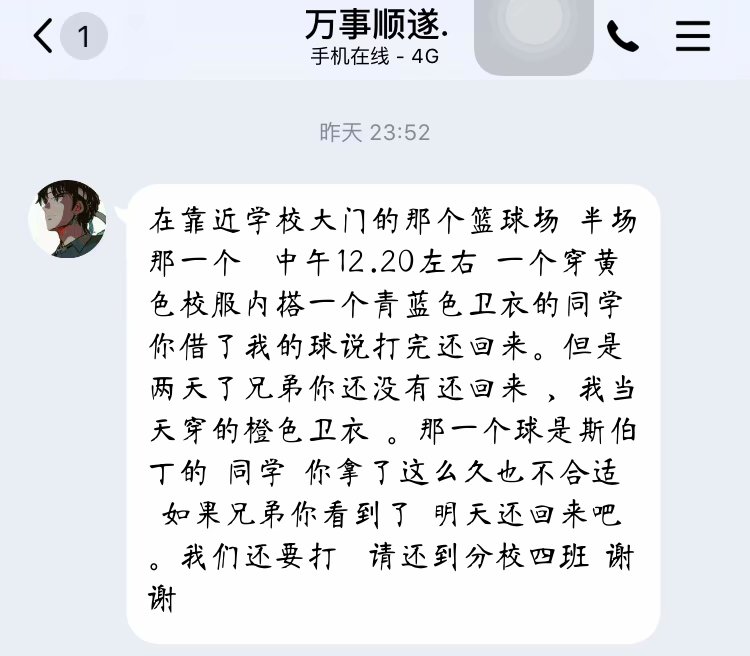 1
万事顺遂.
手机在线 - 4G
昨天 23:52
在靠近学校大门的那个篮球场 半场
那一个 中午12.20左右 一个穿黄
色校服内搭一个青蓝色卫衣的同学
你借了我的球说打完还回来。但是
两天了兄弟你还没有还回来 ，我当
天穿的橙色卫衣 。那一个球是斯伯
丁的 同学 你拿了这么久也不合适
如果兄弟你看到了 明天还回来吧
。我们还要打 请还到分校四班 谢
谢